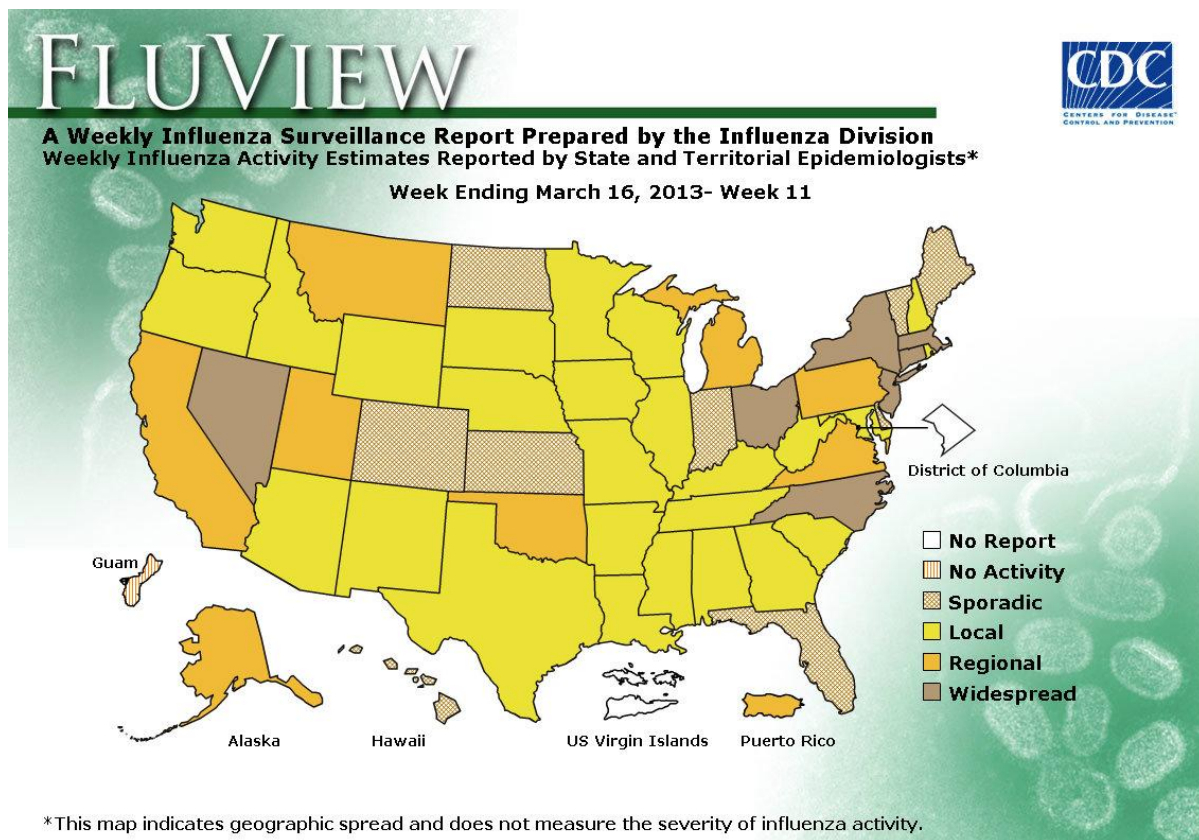 FLUVIEW
CDC
CENTERS FOR DISEASE
CONTROL AND PREVENTION
A Weekly Influenza Surveillance Report Prepared by the Influenza Division
Weekly Influenza Activity Estimates Reported by State and Territorial Epidemiologists*
Week Ending March 16, 2013- Week 11
District of Columbia
Guam
No Report
No Activity
Sporadic
Local
Regional
Widespread
Alaska
Hawaii
US Virgin Islands
Puerto Rico
*This map indicates geographic spread and does not measure the severity of influenza activity.